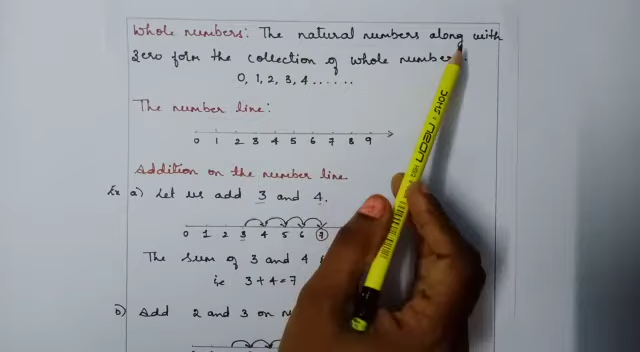 Whole numbers: The natural numbers along with
zero form the collection of whole numbers.
0, 1, 2, 3, 4 ......
The number line:
0 1 2 3 4 5 6 7 8 9
Addition on the number line
Ex a) Let us add 3 and 4.
0 1 2 3 4 5 6 7
The sum of 3 and 4
i.e 3 + 4 = 7
b) Add 2 and 3 on
DOMS NEON